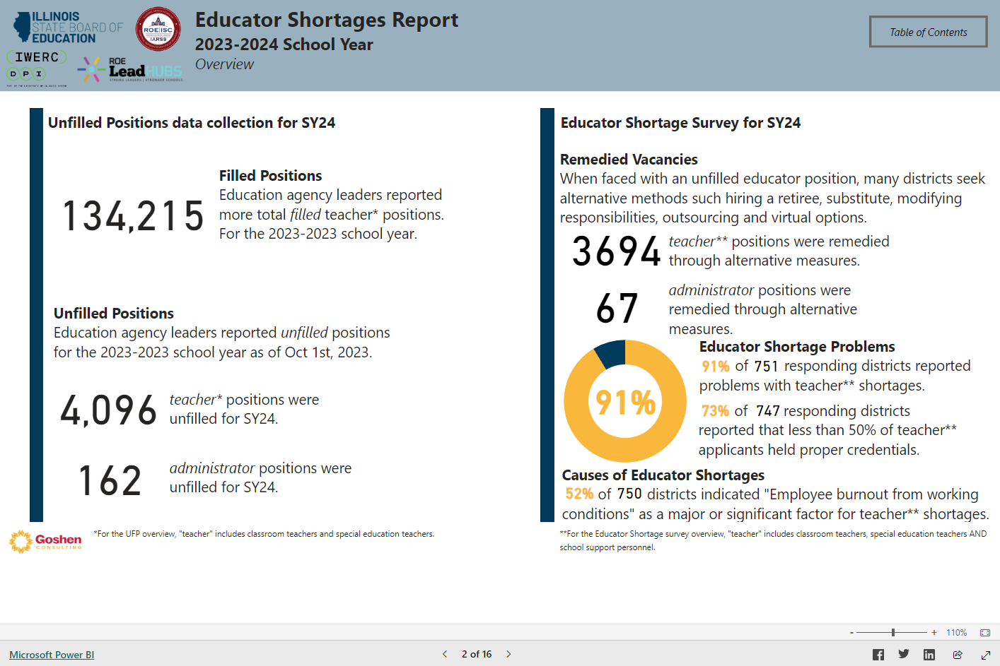 ILLINOIS
STATE BOARD OF
EDUCATION
ROE|ISC
IARSS
IWERC
DPI
ROE
LeadHUBS
STRONG LEADERS | STRONGER SCHOOLS
Educator Shortages Report
2023-2024 School Year
Overview
Table of Contents
Unfilled Positions data collection for SY24
134,215
Filled Positions
Education agency leaders reported
more total filled teacher* positions.
For the 2023-2023 school year.
Unfilled Positions
Education agency leaders reported unfilled positions
for the 2023-2023 school year as of Oct 1st, 2023.
4,096
teacher* positions were
unfilled for SY24.
162
administrator positions were
unfilled for SY24.
Goshen
CONSULTING
*For the UFP overview, "teacher" includes classroom teachers and special education teachers.
Educator Shortage Survey for SY24
Remedied Vacancies
When faced with an unfilled educator position, many districts seek
alternative methods such hiring a retiree, substitute, modifying
responsibilities, outsourcing and virtual options.
3694
teacher** positions were remedied
through alternative measures.
67
administrator positions were
remedied through alternative
measures.
91%
Educator Shortage Problems
91% of 751 responding districts reported
problems with teacher** shortages.
73% of 747 responding districts
reported that less than 50% of teacher**
applicants held proper credentials.
Causes of Educator Shortages
52% of 750 districts indicated "Employee burnout from working
conditions" as a major or significant factor for teacher** shortages.
**For the Educator Shortage survey overview, "teacher" includes classroom teachers, special education teachers AND
school support personnel.
- + 110%
Microsoft Power BI
2 of 16